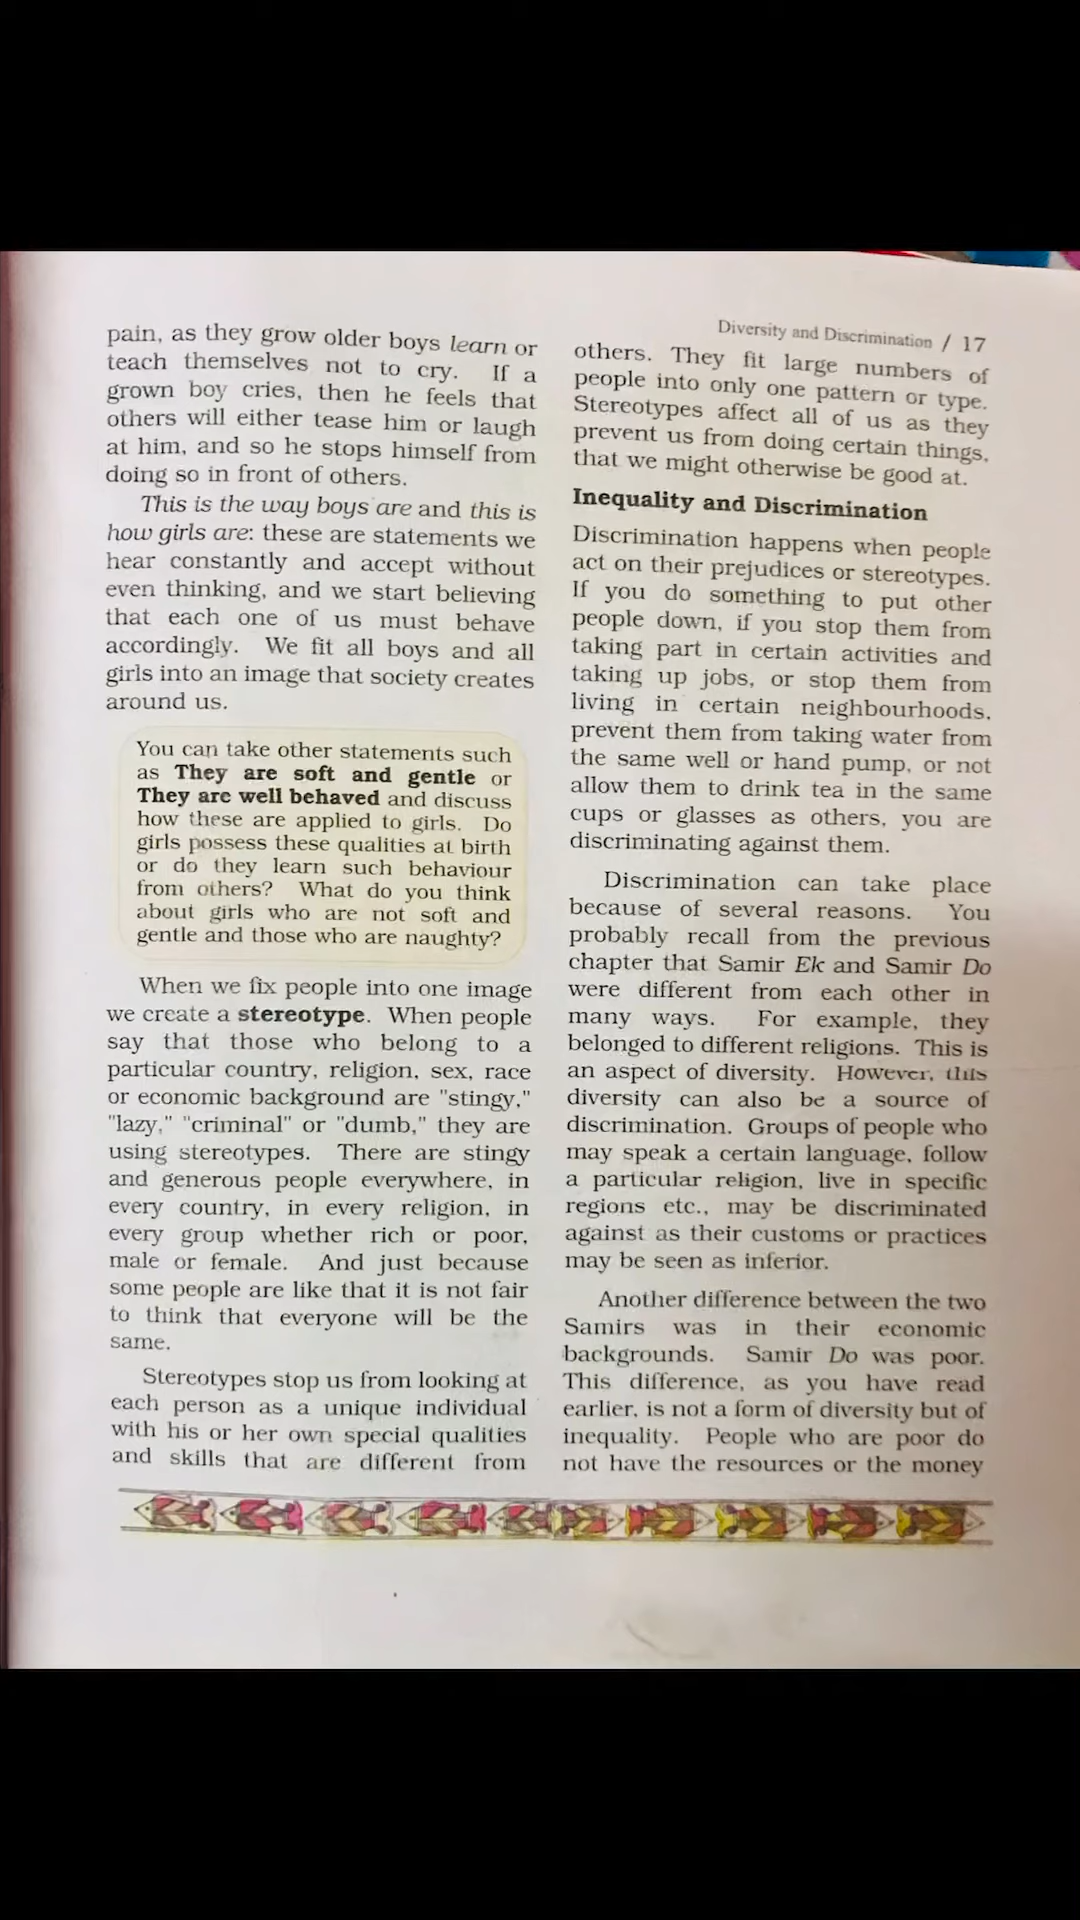 pain, as they grow older boys learn or
teach themselves not to cry. If a
grown boy cries, then he feels that
others will either tease him or laugh
at him, and so he stops himself from
doing so in front of others.
This is the way boys are and this is
how girls are: these are statements we
hear constantly and accept without
even thinking, and we start believing
that each one of us must behave
accordingly. We fit all boys and all
girls into an image that society creates
around us.
You can take other statements such
as They are soft and gentle or
They are well behaved and discuss
how these are applied to girls. Do
girls possess these qualities at birth
or do they learn such behaviour
from others? What do you think
about girls who are not soft and
gentle and those who are naughty?
When we fix people into one image
we create a stereotype. When people
say that those who belong to a
particular country, religion, sex, race
or economic background are "stingy,"
"lazy," "criminal" or "dumb," they are
using stereotypes. There are stingy
and generous people everywhere, in
every country, in every religion, in
every group whether rich or poor,
male or female. And just because
some people are like that it is not fair
to think that everyone will be the
same.
Stereotypes stop us from looking at
each person as a unique individual
with his or her own special qualities
and skills that are different from
Diversity and Discrimination / 17
others. They fit large numbers of
people into only one pattern or type.
Stereotypes affect all of us as they
prevent us from doing certain things,
that we might otherwise be good at.
Inequality and Discrimination
Discrimination happens when people
act on their prejudices or stereotypes.
If you do something to put other
people down, if you stop them from
taking part in certain activities and
taking up jobs, or stop them from
living in certain neighbourhoods,
prevent them from taking water from
the same well or hand pump, or not
allow them to drink tea in the same
cups or glasses as others, you are
discriminating against them.
Discrimination can take place
because of several reasons. You
probably recall from the previous
chapter that Samir Ek and Samir Do
were different from each other in
many ways. For example, they
belonged to different religions. This is
an aspect of diversity. However, this
diversity can also be a source of
discrimination. Groups of people who
may speak a certain language, follow
a particular religion, live in specific
regions etc., may be discriminated
against as their customs or practices
may be seen as inferior.
Another difference between the two
Samirs was in their economic
backgrounds. Samir Do was poor.
This difference, as you have read
earlier, is not a form of diversity but of
inequality. People who are poor do
not have the resources or the money